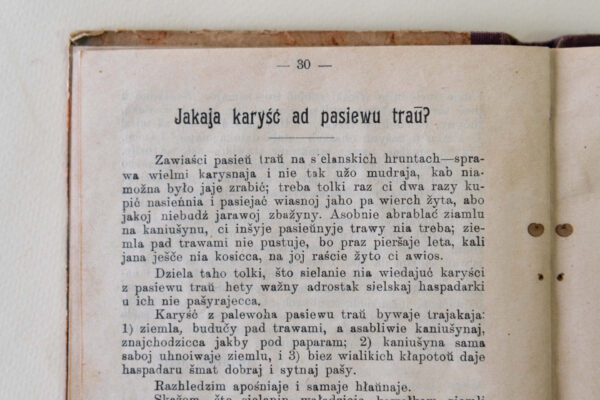 — 30 —
Jakaja karyść ad pasiewu traŭ?
Zawiaści pasieŭ traŭ na s elanskich hruntach—spra-
wa wielmi karysnaja i nie tak užo mudraja, kab nia-
možna było jaje zrabić; treba tolki raz ci dwa razy ku-
pić nasieńnia i pasiejać wiasnoj jaho pa wierch žyta, abo
jakoj niebudź jarawoj zbažyny. Asobnie abrablać ziamlu
na kaniušynu, ci inšyje pasieŭnyje trawy nia treba; zie-
mla pad trawami nie pustuje, bo praz pieršaje leta, kali
jana ješče nia kosicca, na joj raście žyto ci awios.
Dziela taho tolki, što sielanie nia wiedajuć karyści
z pasiewu traŭ hety ważny adrostak sielskaj haspadarki
u ich nie pašyrajecca.
Karyść z palewoha pasiewu traŭ bywaje trajakaja:
1) ziemla, budučy pad trawami, a asabliwie kaniušynaj,
znajchodzicca jakby pod paparam; 2) kaniušyna sama
saboj uhnoiwaje ziemlu, i 3) biez wialikich kłapotoŭ daje
haspadaru šmat dobraj i sytnaj pašy.
Razhledzim apośniaje i samaje hłaŭnaje.